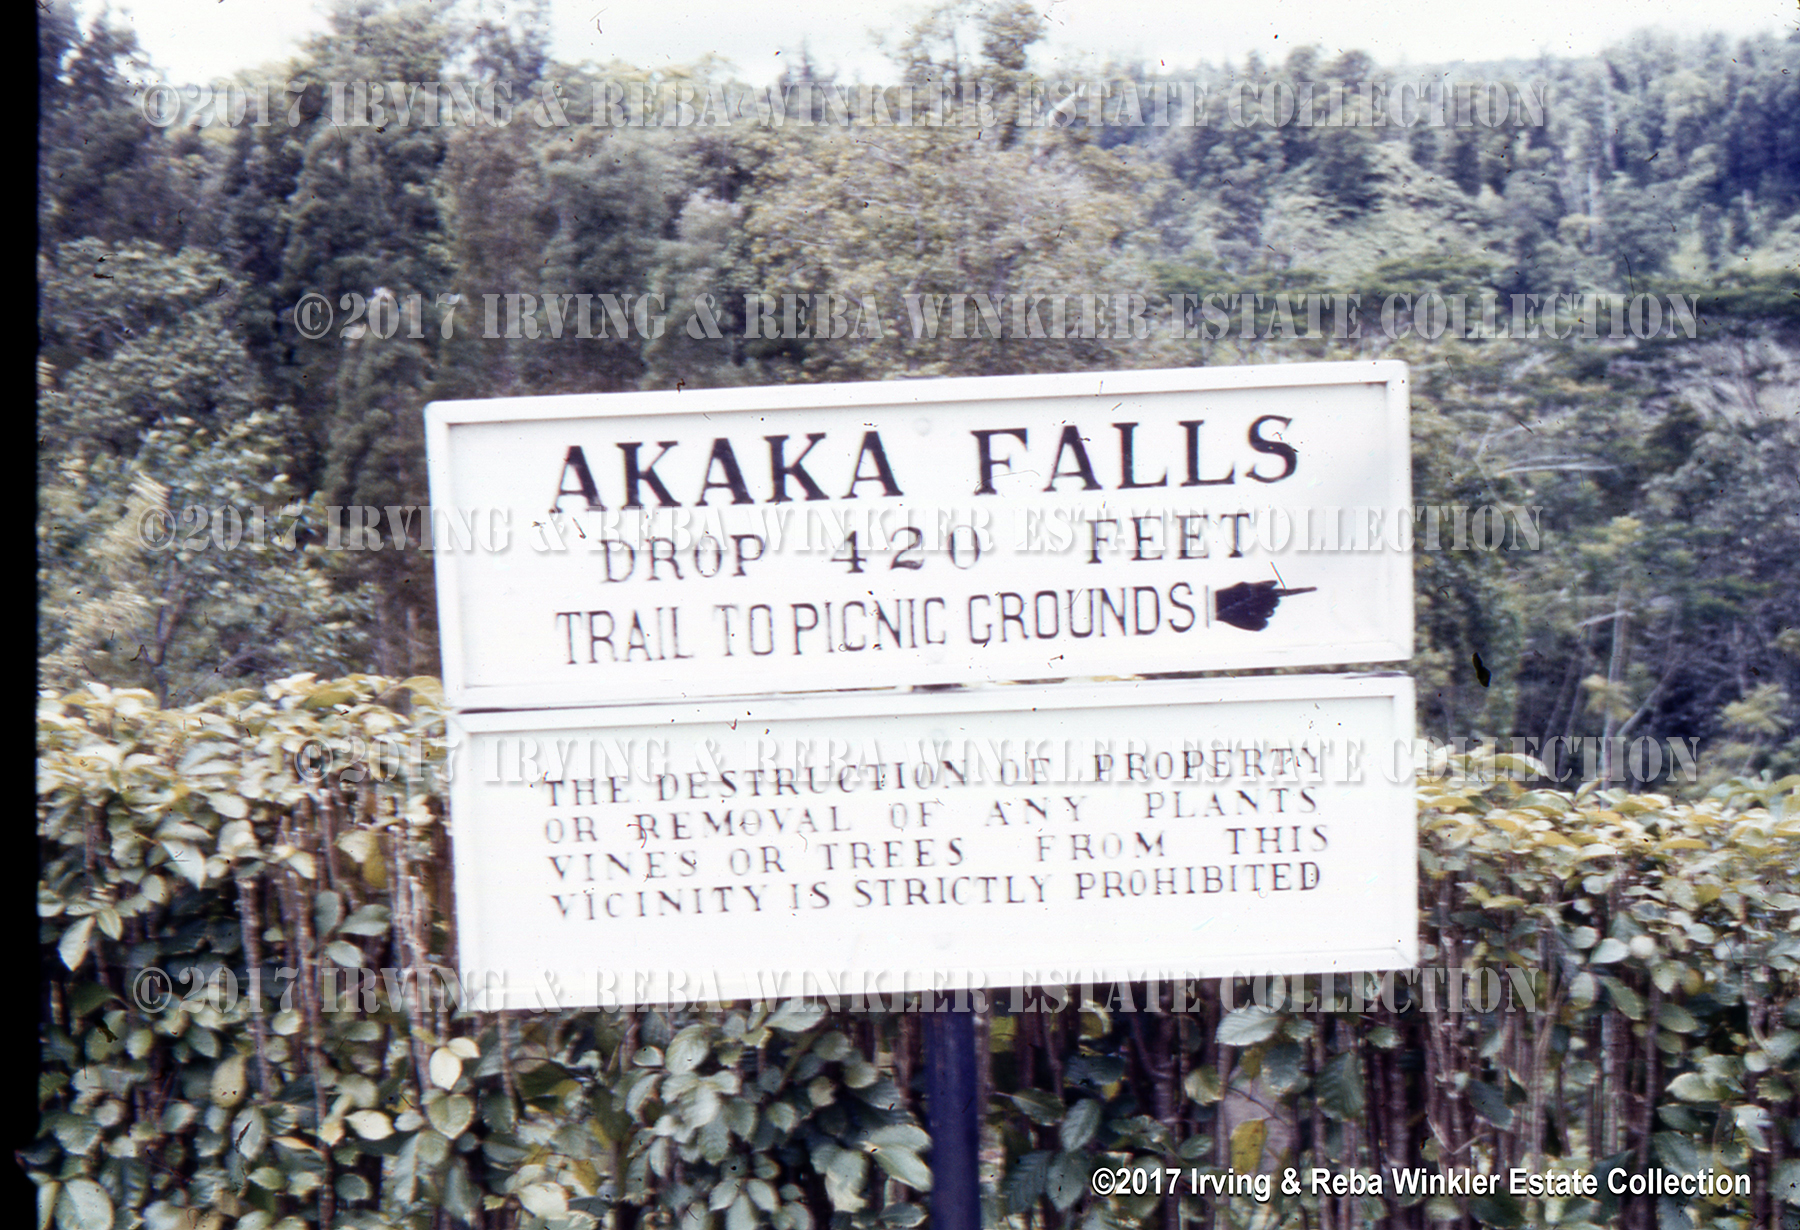 ©2017 IRVING & REBA WINKLER ESTATE COLLECTION
©2017 IRVING & REBA WINKLER ESTATE COLLECTION
AKAKA FALLS
©2017 IRVING & REBA WINKLER ESTATE COLLECTION
DROP 420 FEET
TRAIL TO PICNIC GROUNDS
©2017 IRVING & REBA WINKLER ESTATE COLLECTION
THE DESTRUCTION OF PROPERTY
OR REMOVAL OF ANY PLANTS
VINES OR TREES FROM THIS
VICINITY IS STRICTLY PROHIBITED
©2017 IRVING & REBA WINKLER ESTATE COLLECTION
©2017 Irving & Reba Winkler Estate Collection